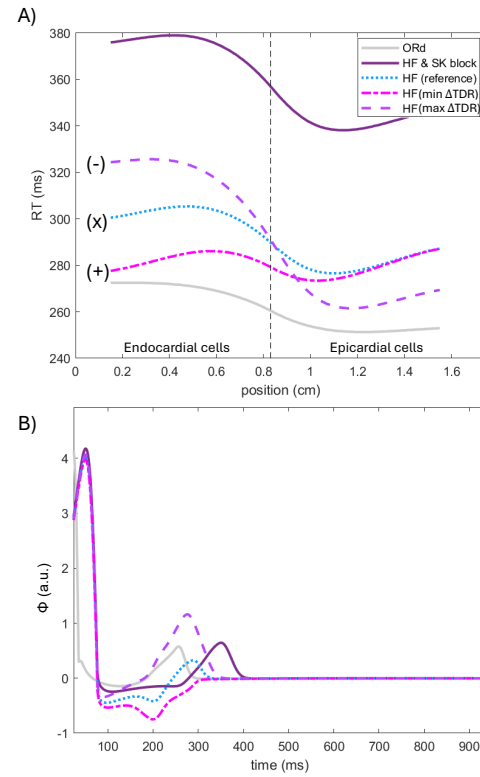 A)
380
360
340
320
300
280
260
240
RT (ms)
ORd
HF & SK block
HF (reference)
HF(min ΔTDR)
HF(max ΔTDR)
(-)
(x)
(+)
Endocardial cells
Epicardial cells
0.2 0.4 0.6 0.8 1 1.2 1.4 1.6
position (cm)
B)
4
3
2
1
0
-1
Φ (a.u.)
100 200 300 400 500 600 700 800 900
time (ms)